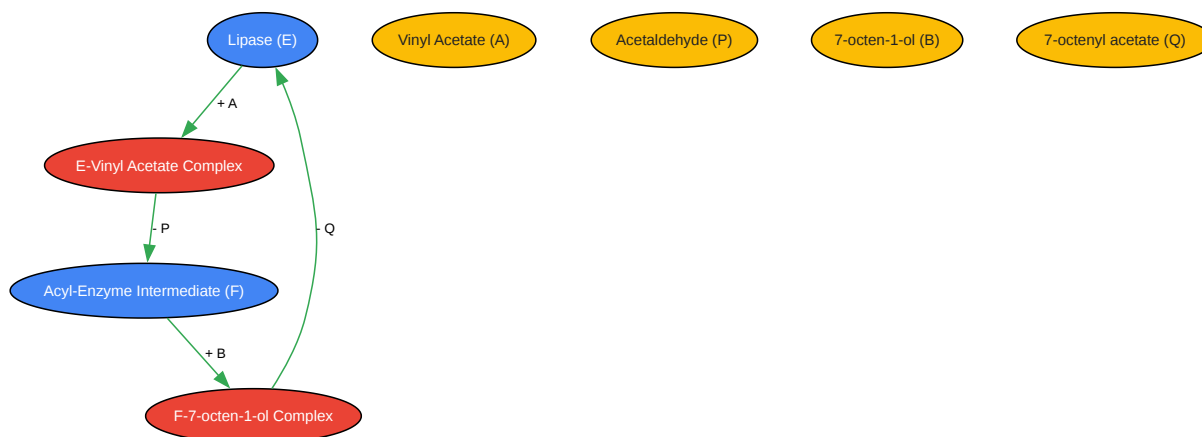 Lipase (E)
Vinyl Acetate (A)
Acetaldehyde (P)
7-octen-1-ol (B)
7-octenyl acetate (Q)
+ A
E-Vinyl Acetate Complex
- P
- Q
Acyl-Enzyme Intermediate (F)
+ B
F-7-octen-1-ol Complex